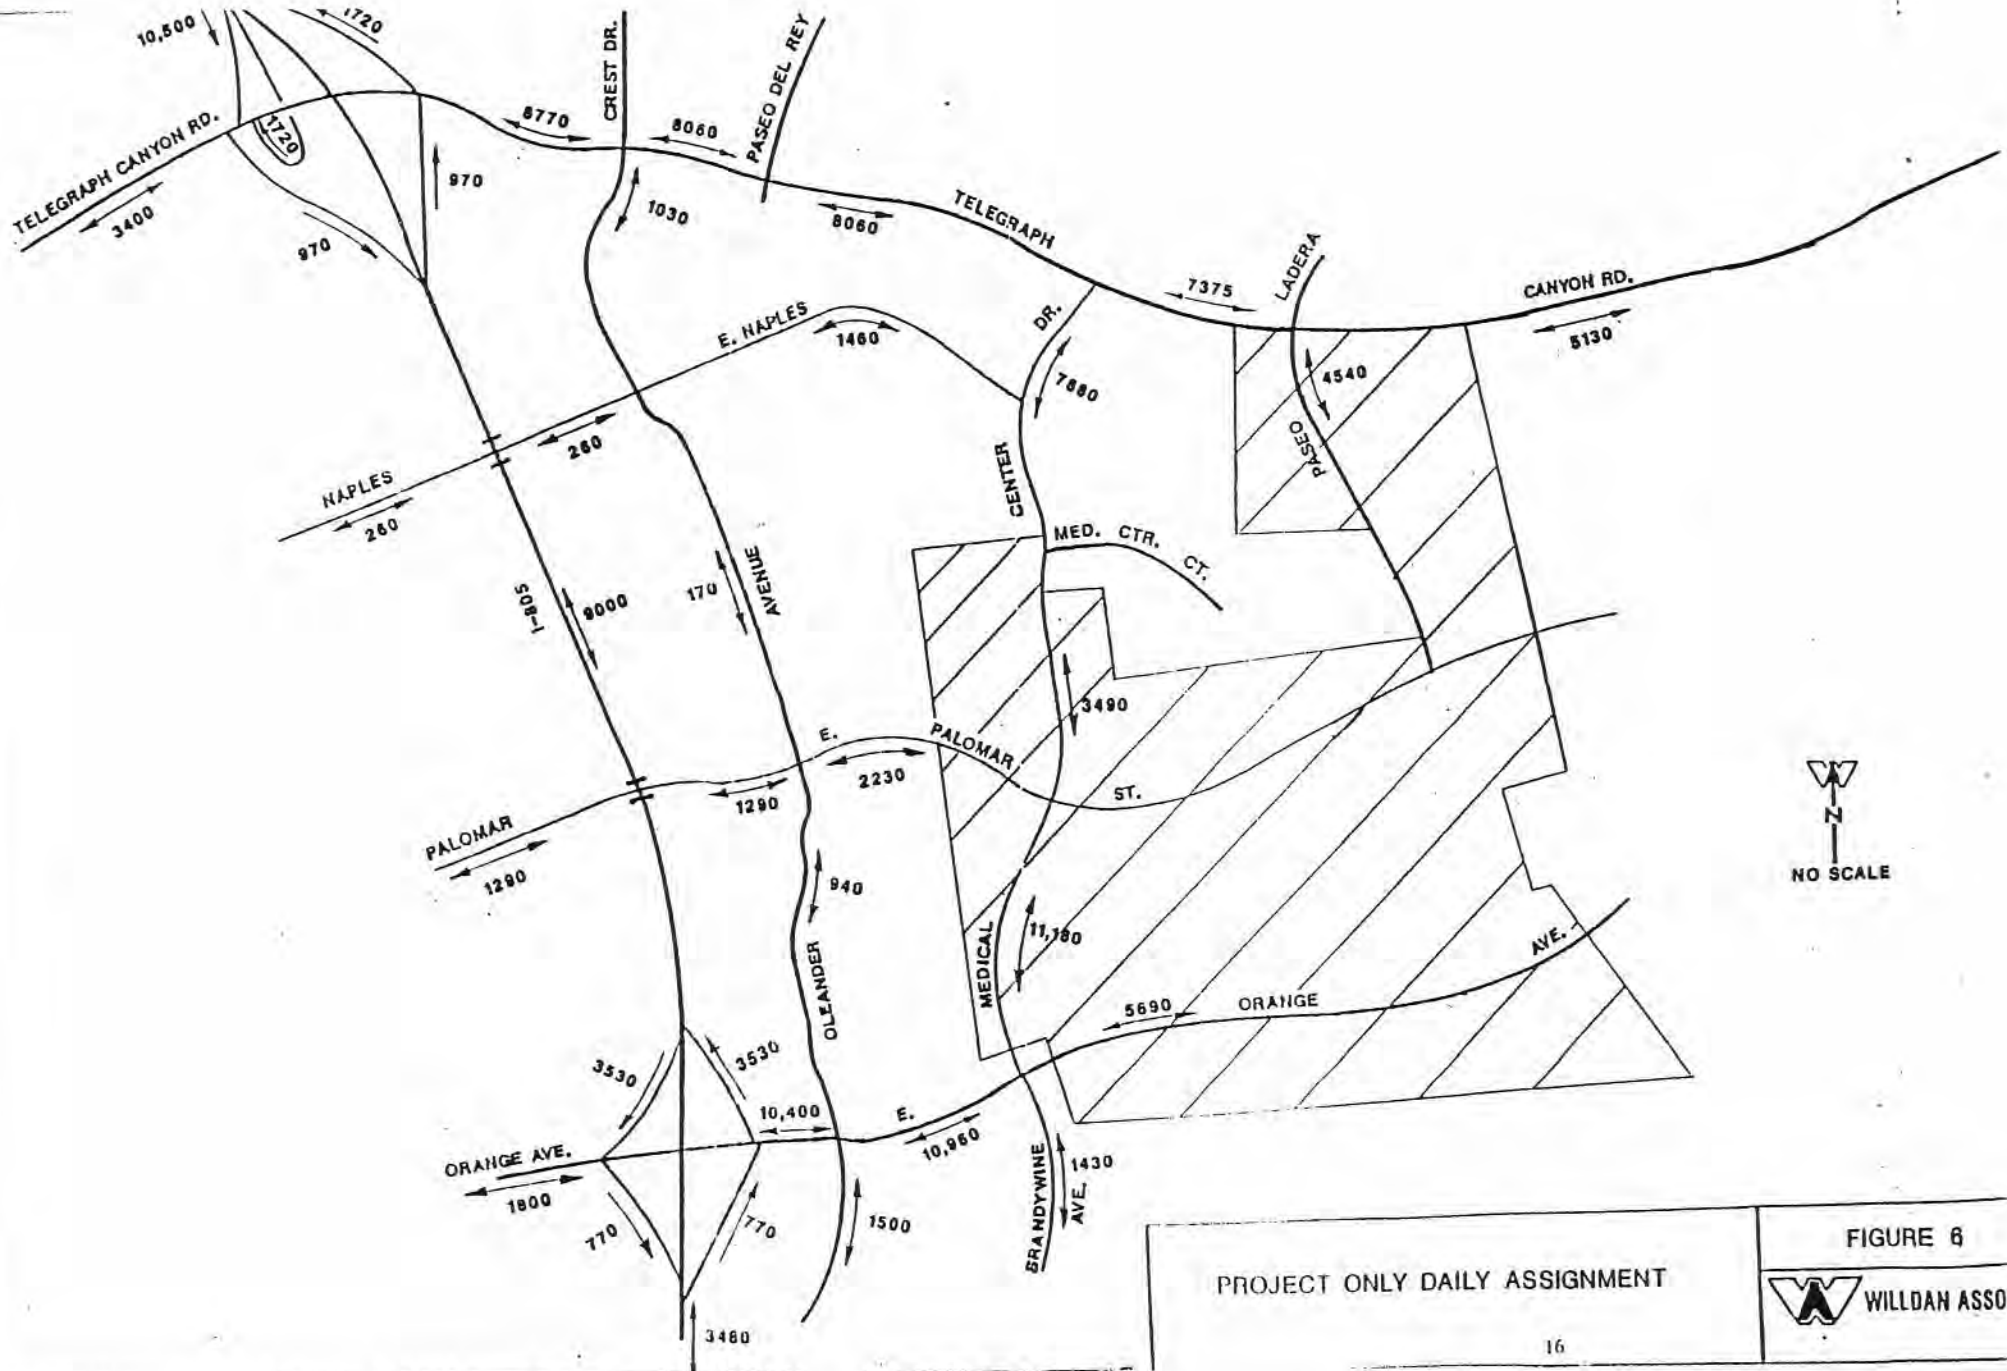 10,500
1720
CREST DR.
PASEO DEL REY
8770
8060
TELEGRAPH CANYON RD.
1720
970
3400
970
1030
8060
TELEGRAPH
7375
LADERA
CANYON RD.
5130
E. NAPLES
1460
DR.
7880
4540
PASEO
260
NAPLES
260
CENTER
MED. CTR. CT.
I-805
9000
170
AVENUE
3490
E. PALOMAR ST.
2230
1290
PALOMAR
1290
940
NO SCALE
N
OLEANDER
MEDICAL
11,180
AVE.
5690
ORANGE
3530
3530
10,400
E.
10,960
ORANGE AVE.
1800
770
770
1500
BRANDYWINE
AVE.
1430
3480
PROJECT ONLY DAILY ASSIGNMENT
16
FIGURE 6
WILLDAN ASSO